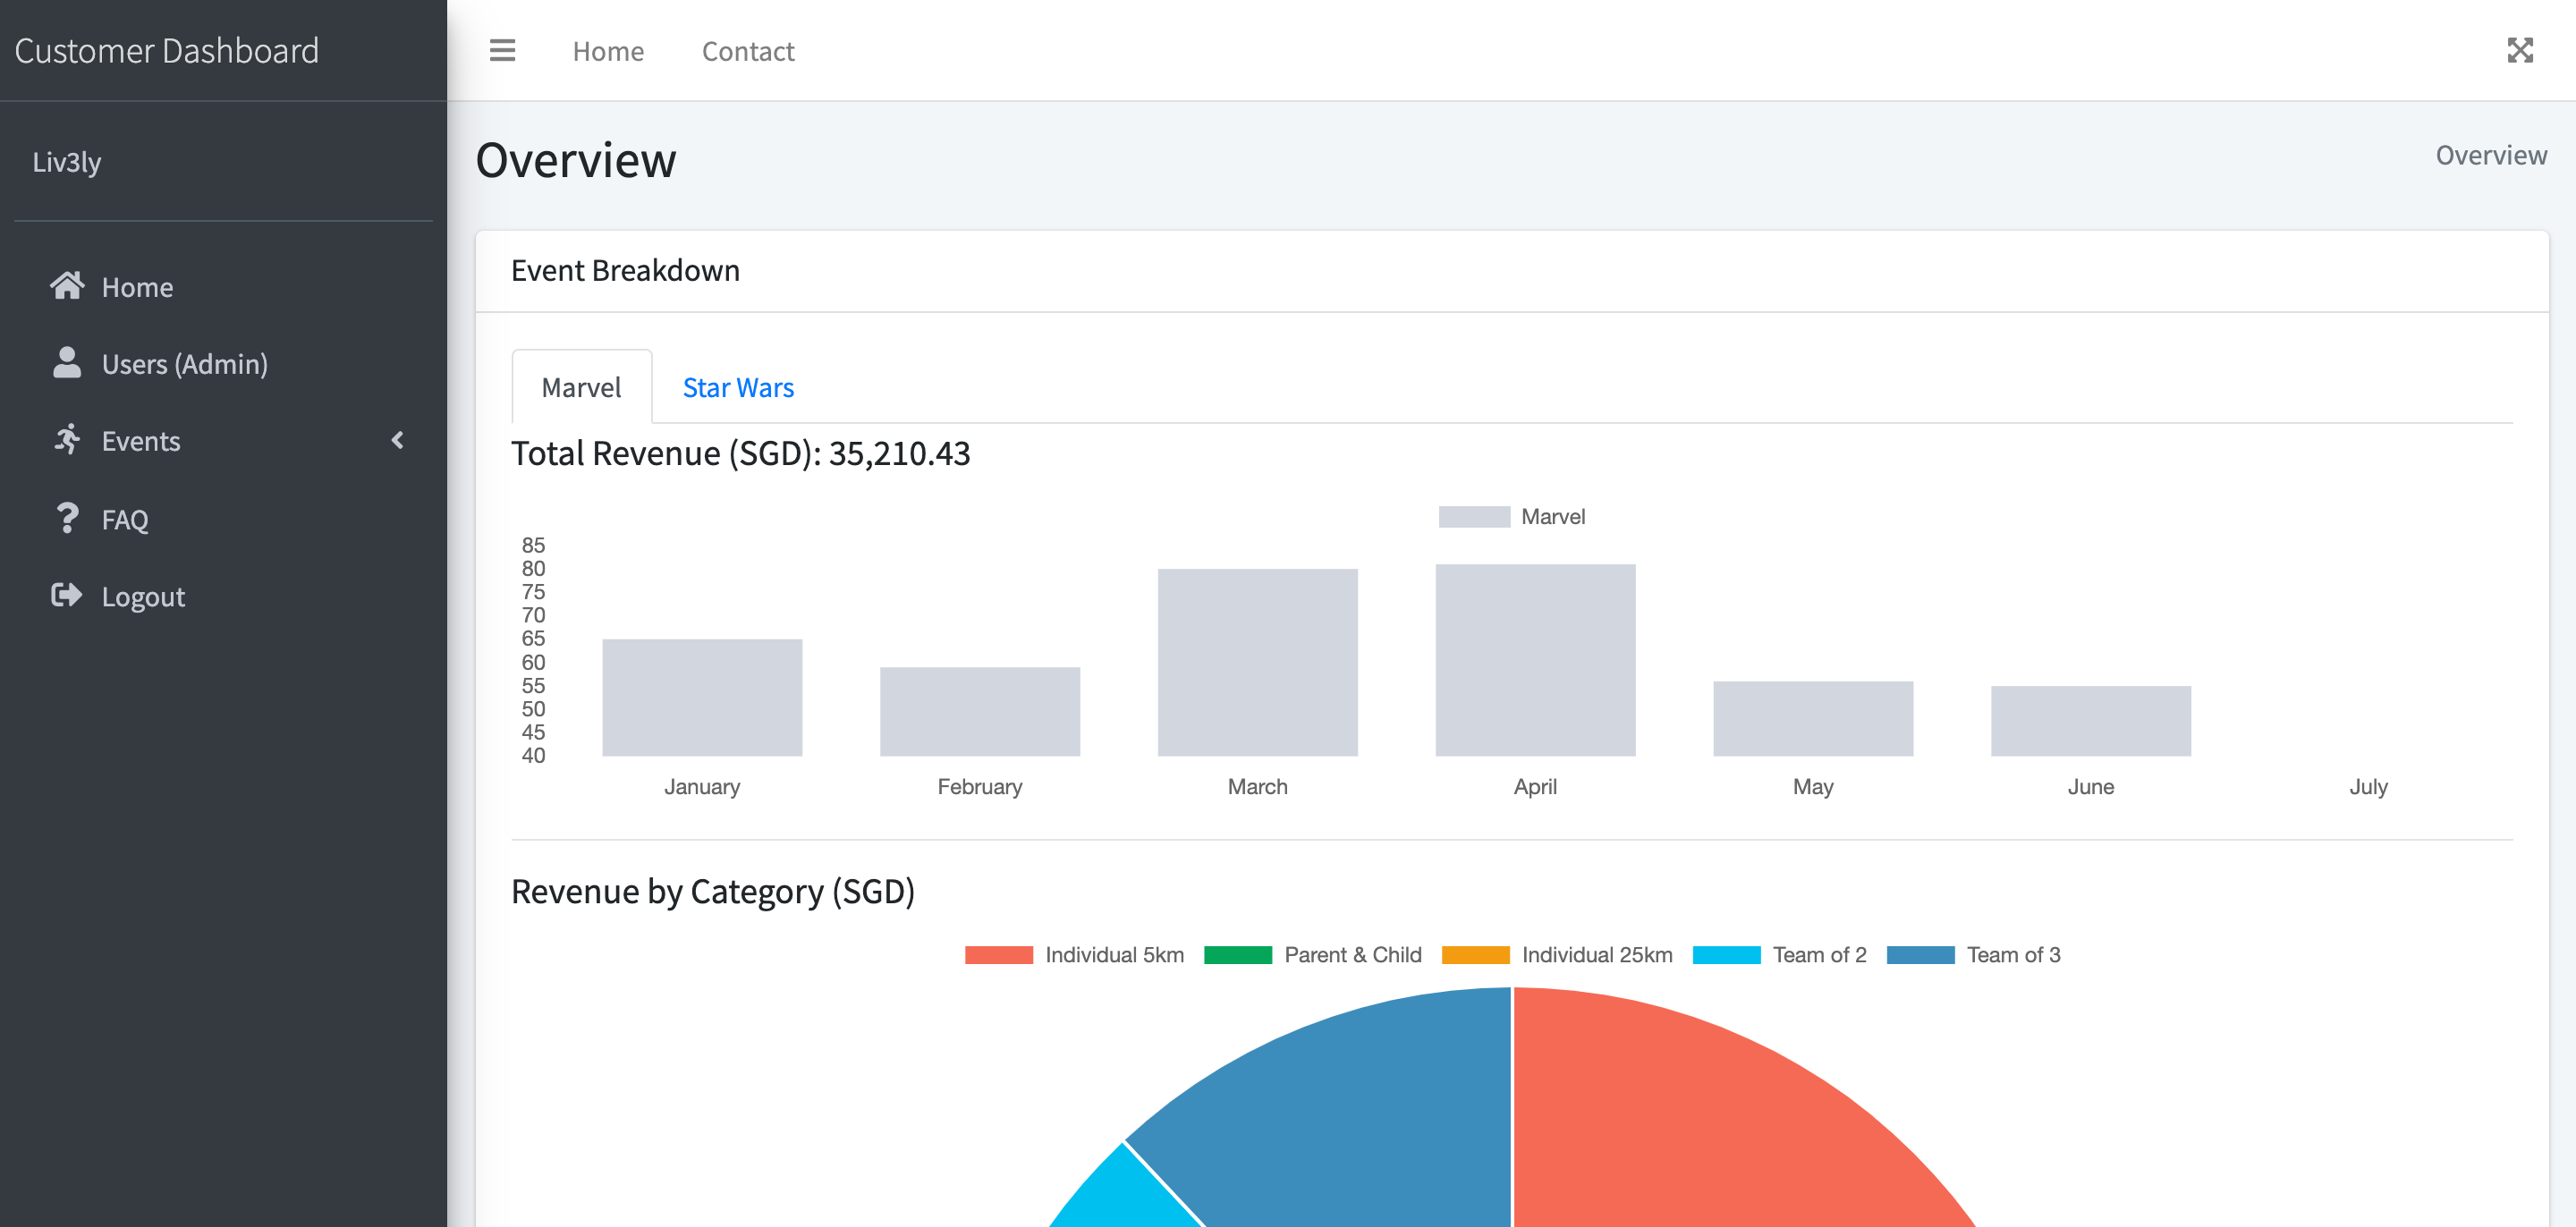 Customer Dashboard
Home Contact
Liv3ly
Home
Users (Admin)
Events
FAQ
Logout
Overview
Overview
Event Breakdown
Marvel Star Wars
Total Revenue (SGD): 35,210.43
Marvel
85
80
75
70
65
60
55
50
45
40
January February March April May June July
Revenue by Category (SGD)
Individual 5km Parent & Child Individual 25km Team of 2 Team of 3